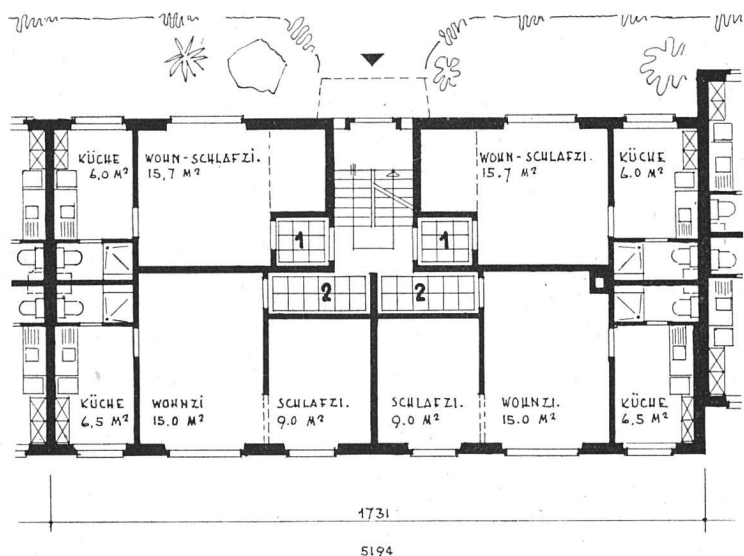 KÜCHE
6,0 M²
WOHN-SCHLAFZI.
15,7 M²
WOHN-SCHLAFZI.
15.7 M²
KÜCHE
6.0 M²
1
1
2
2
KÜCHE
6,5 M²
WOHNZI
15.0 M²
SCHLAFZI.
9.0 M²
SCHLAFZI.
9.0 M²
WOHNZI.
15.0 M²
KÜCHE
6,5 M²
1731
5194